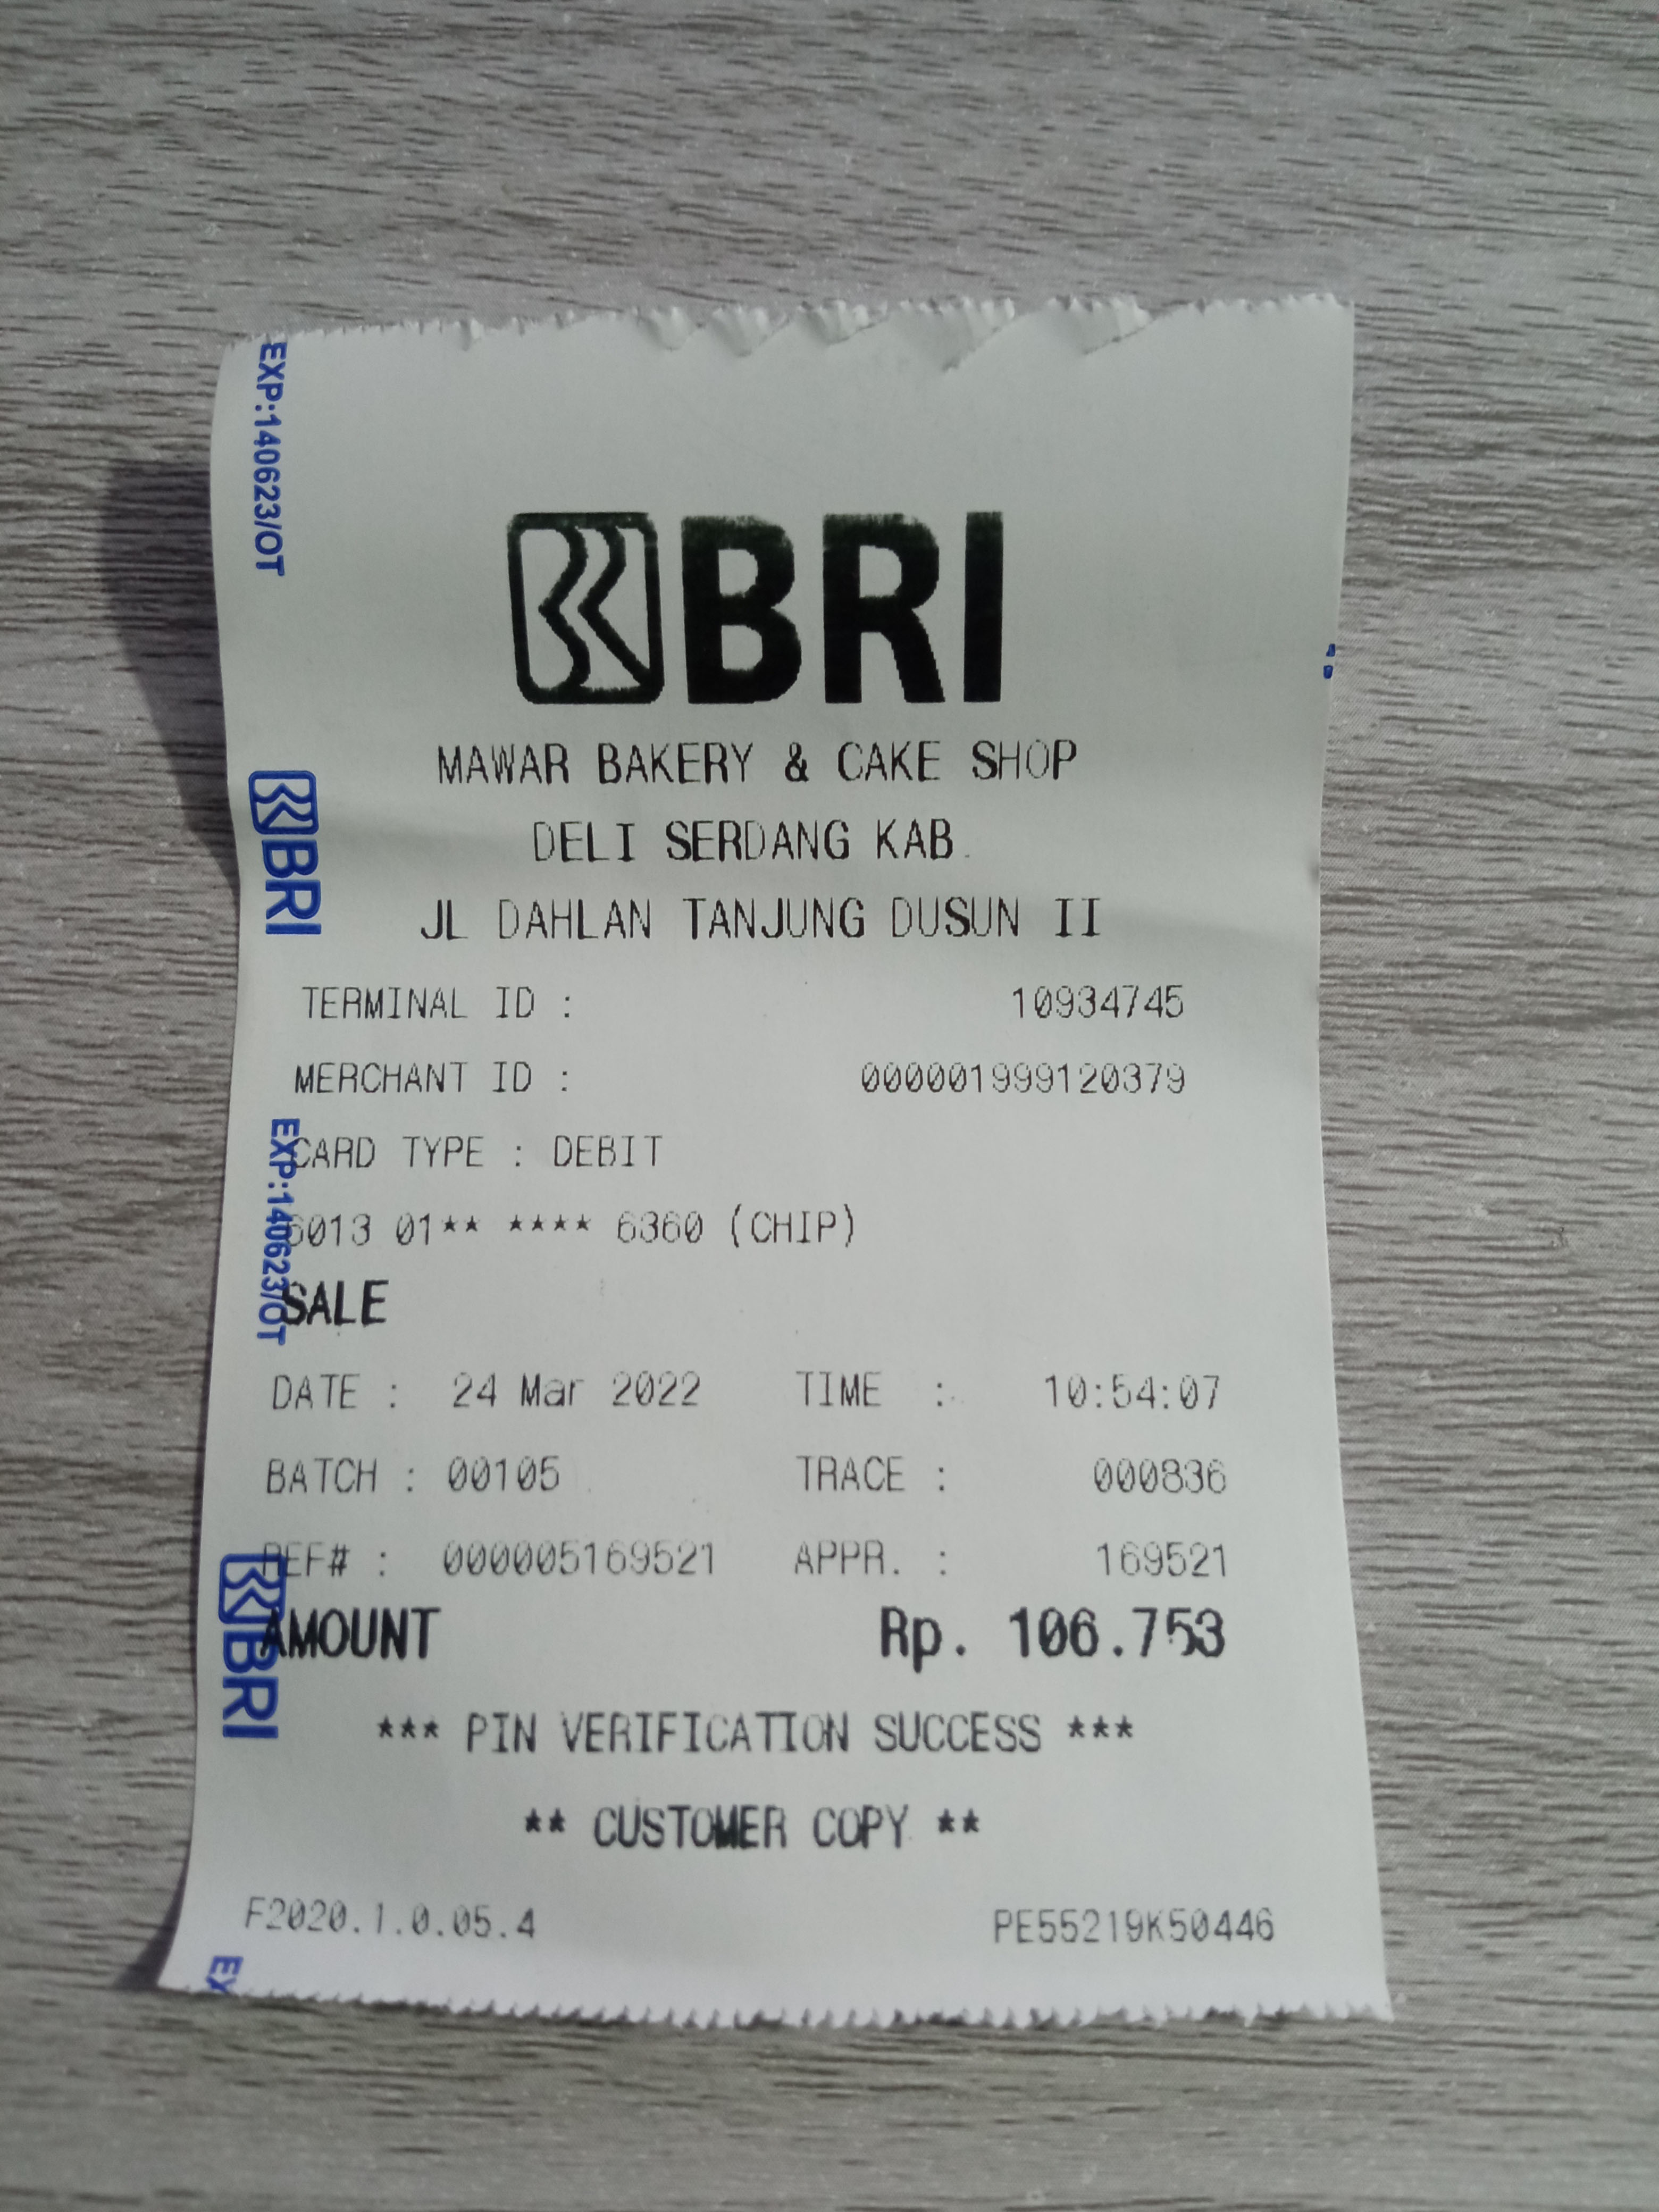 BRI
MAWAR BAKERY & CAKE SHOP
DELI SERDANG KAB.
JL DAHLAN TANJUNG DUSUN II
TERMINAL ID : 10934745
MERCHANT ID : 000001999120379
CARD TYPE : DEBIT
6013 01** **** 6360 (CHIP)
SALE
DATE : 24 Mar 2022 TIME : 10:54:07
BATCH : 00105 TRACE : 000836
REF# : 000005169521 APPR. : 169521
AMOUNT Rp. 106.753
*** PIN VERIFICATION SUCCESS ***
** CUSTOMER COPY **
F2020.1.0.05.4 PE55219K50446
EXP:140623/OT
BRI
EXP:140623/OT
BRI
EX